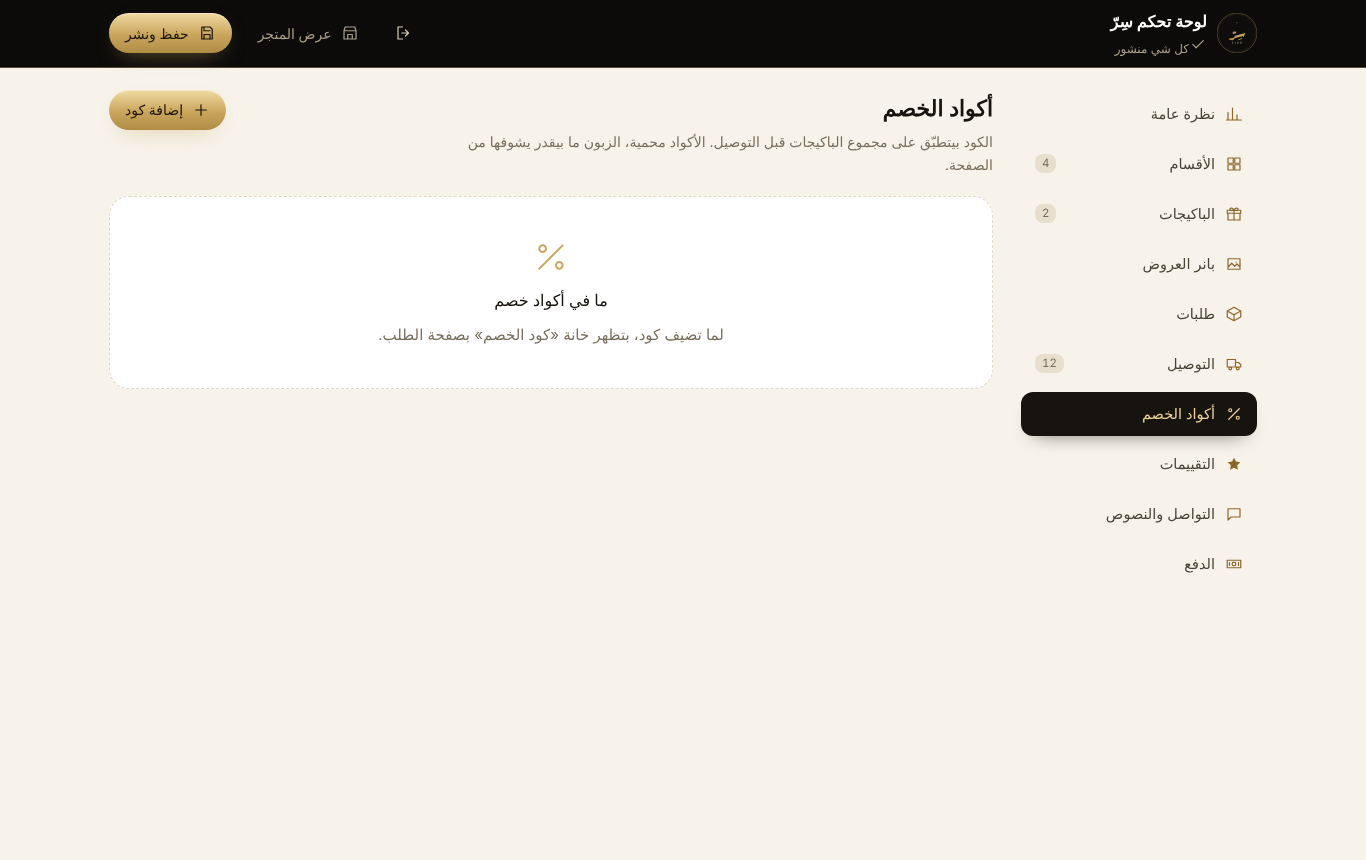 لوحة تحكم سِرّ
كل شي منشور
عرض المتجر
حفظ ونشر
نظرة عامة
الأقسام
4
الباكيجات
2
بانر العروض
طلبات
التوصيل
12
أكواد الخصم
التقييمات
التواصل والنصوص
الدفع
أكواد الخصم
إضافة كود
الكود بيتطبّق على مجموع الباكيجات قبل التوصيل. الأكواد محمية، الزبون ما بيقدر يشوفها من
الصفحة.
ما في أكواد خصم
لما تضيف كود، بتظهر خانة «كود الخصم» بصفحة الطلب.